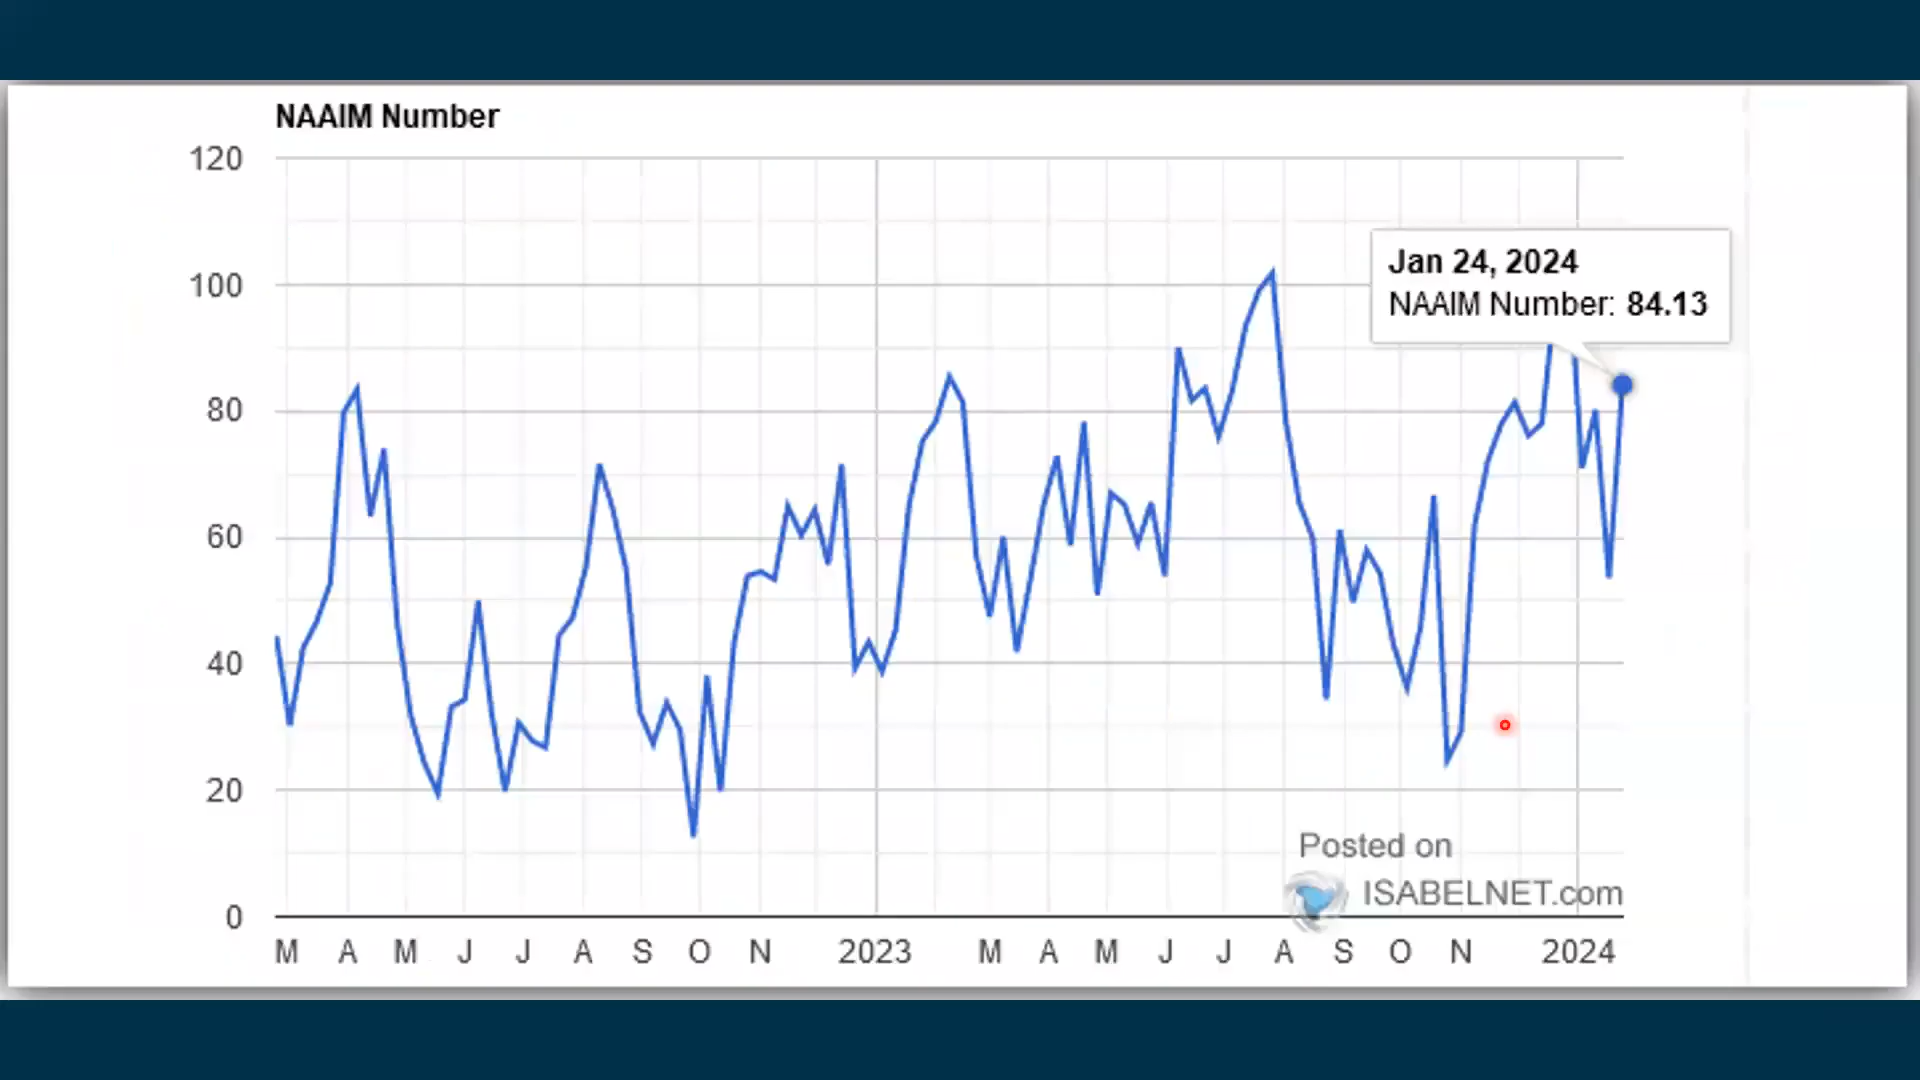 NAAIM Number
120
100
80
60
40
20
0
Jan 24, 2024
NAAIM Number: 84.13
Posted on
ISABELNET.com
M A M J J A S O N 2023 M A M J J A S O N 2024